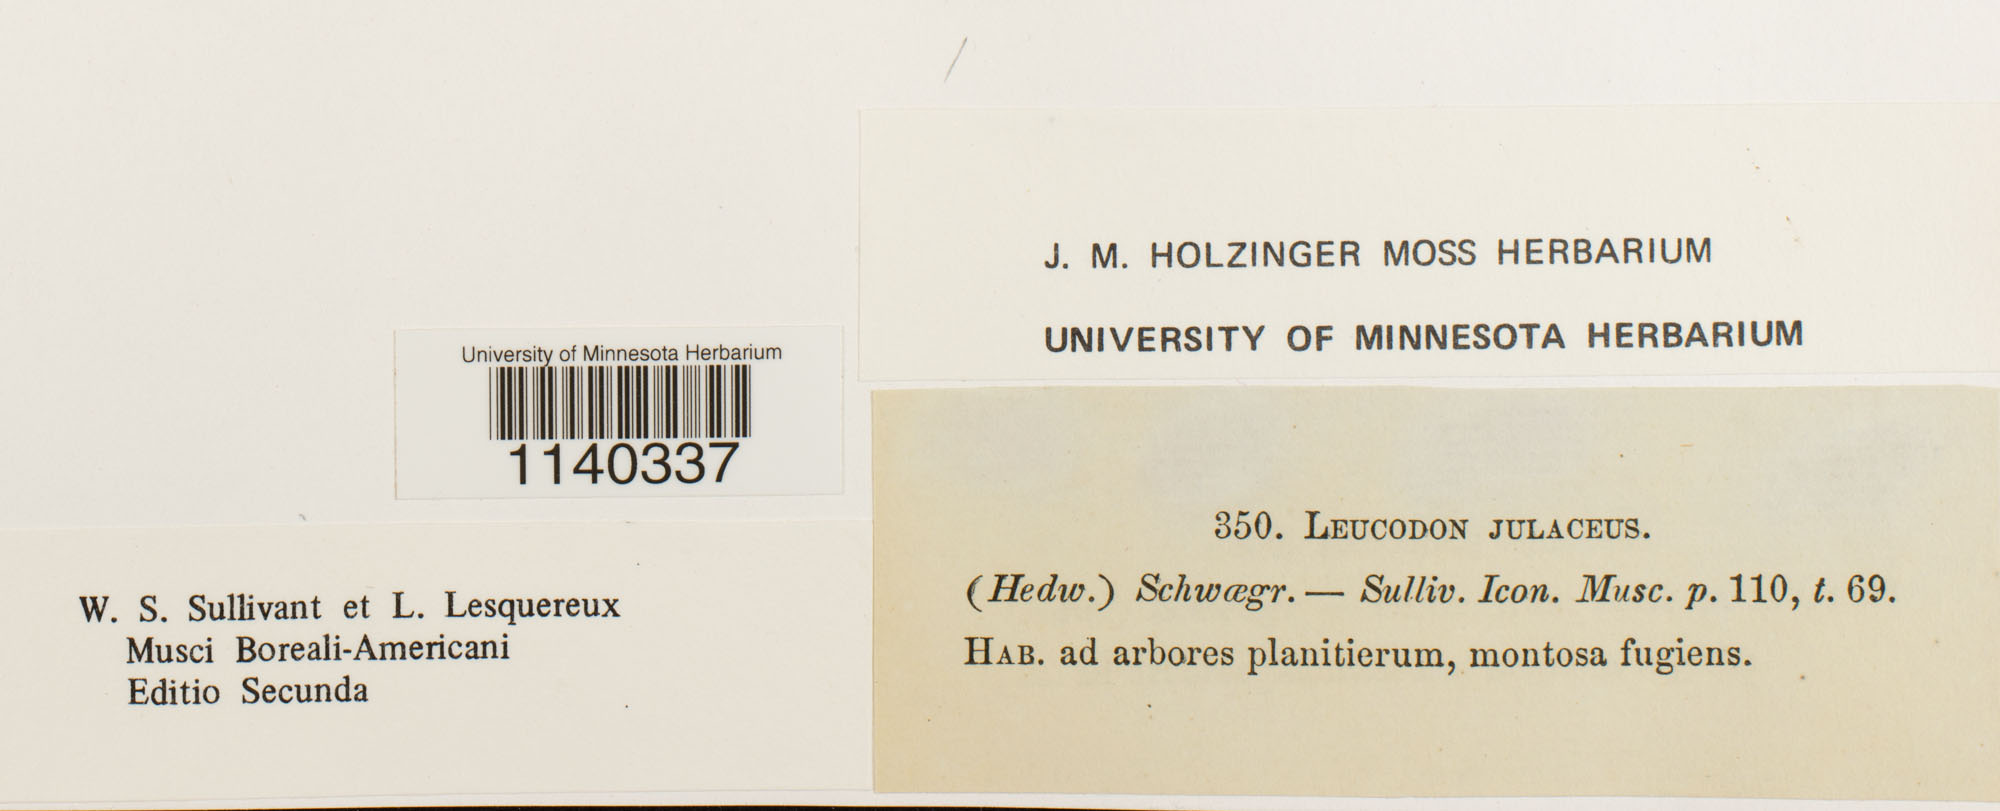 J. M. HOLZINGER MOSS HERBARIUM
UNIVERSITY OF MINNESOTA HERBARIUM
University of Minnesota Herbarium
1140337
350. LEUCODON JULACEUS.
(Hedw.) Schwægr. — Sulliv. Icon. Musc. p. 110, t. 69.
HAB. ad arbores planitierum, montosa fugiens.
W. S. Sullivant et L. Lesquereux
Musci Boreali-Americani
Editio Secunda